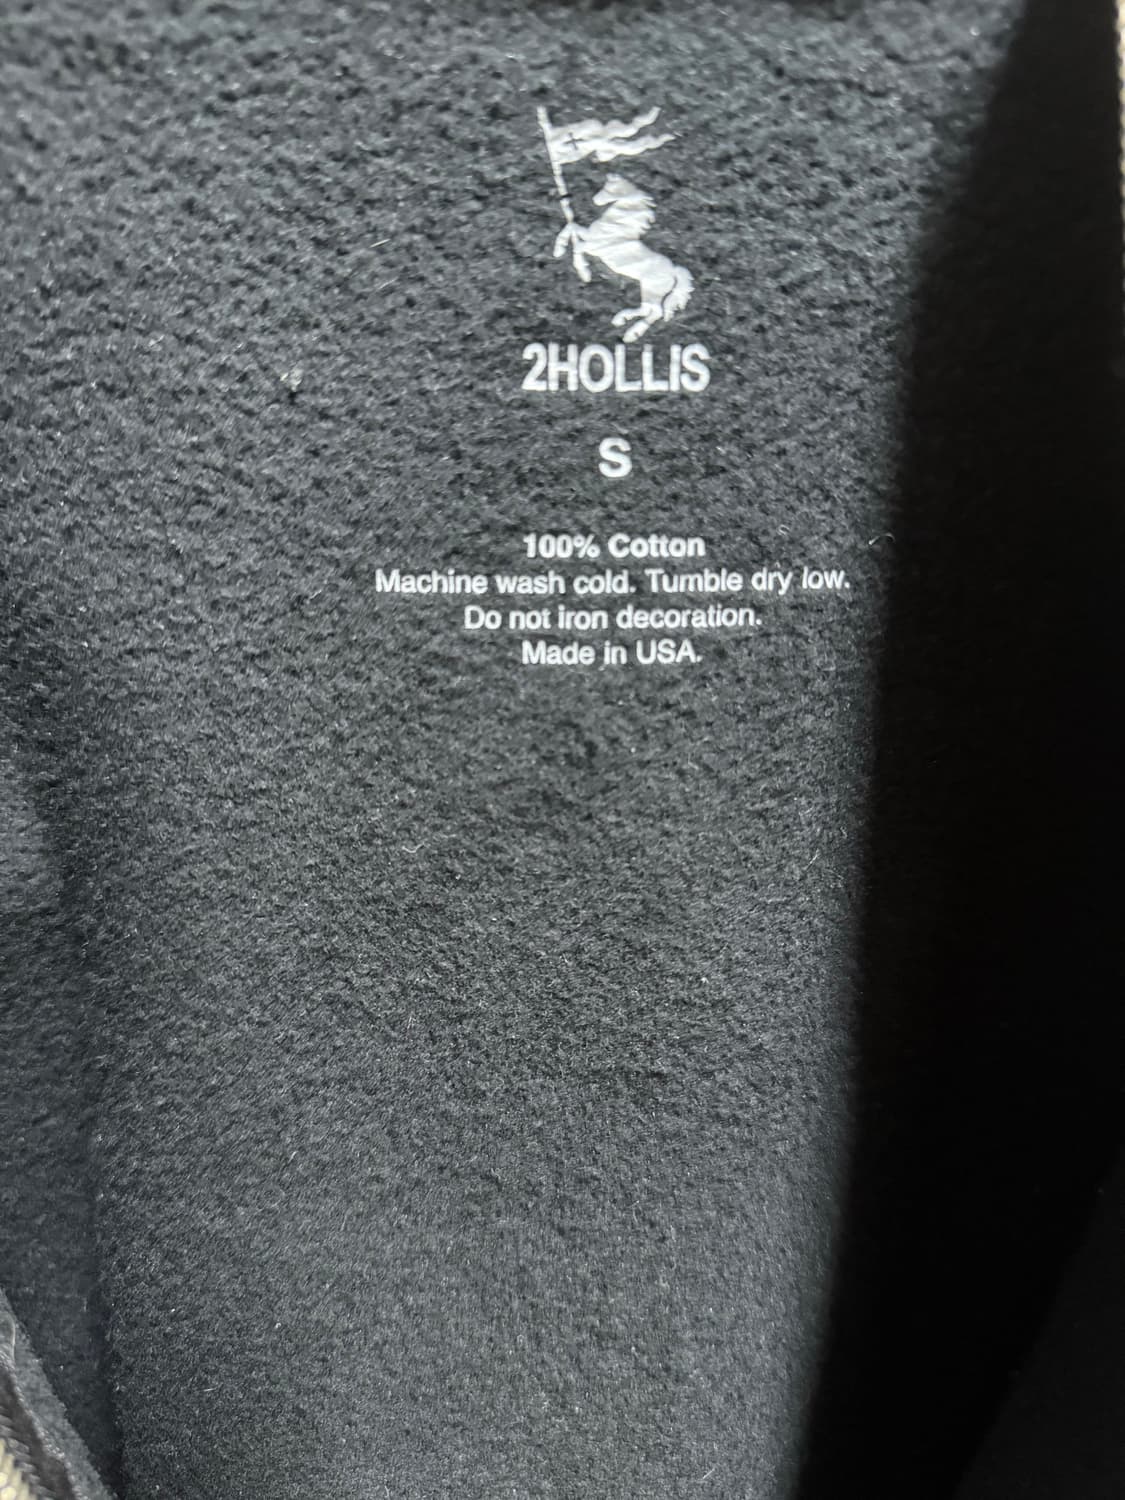 2HOLLIS
S
100% Cotton
Machine wash cold. Tumble dry low.
Do not iron decoration.
Made in USA.